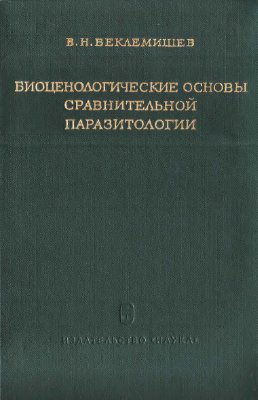 В. Н. БЕКЛЕМИШЕВ
БИОЦЕНОЛОГИЧЕСКИЕ ОСНОВЫ
СРАВНИТЕЛЬНОЙ
ПАРАЗИТОЛОГИИ
ИЗДАТЕЛЬСТВО «НАУКА»